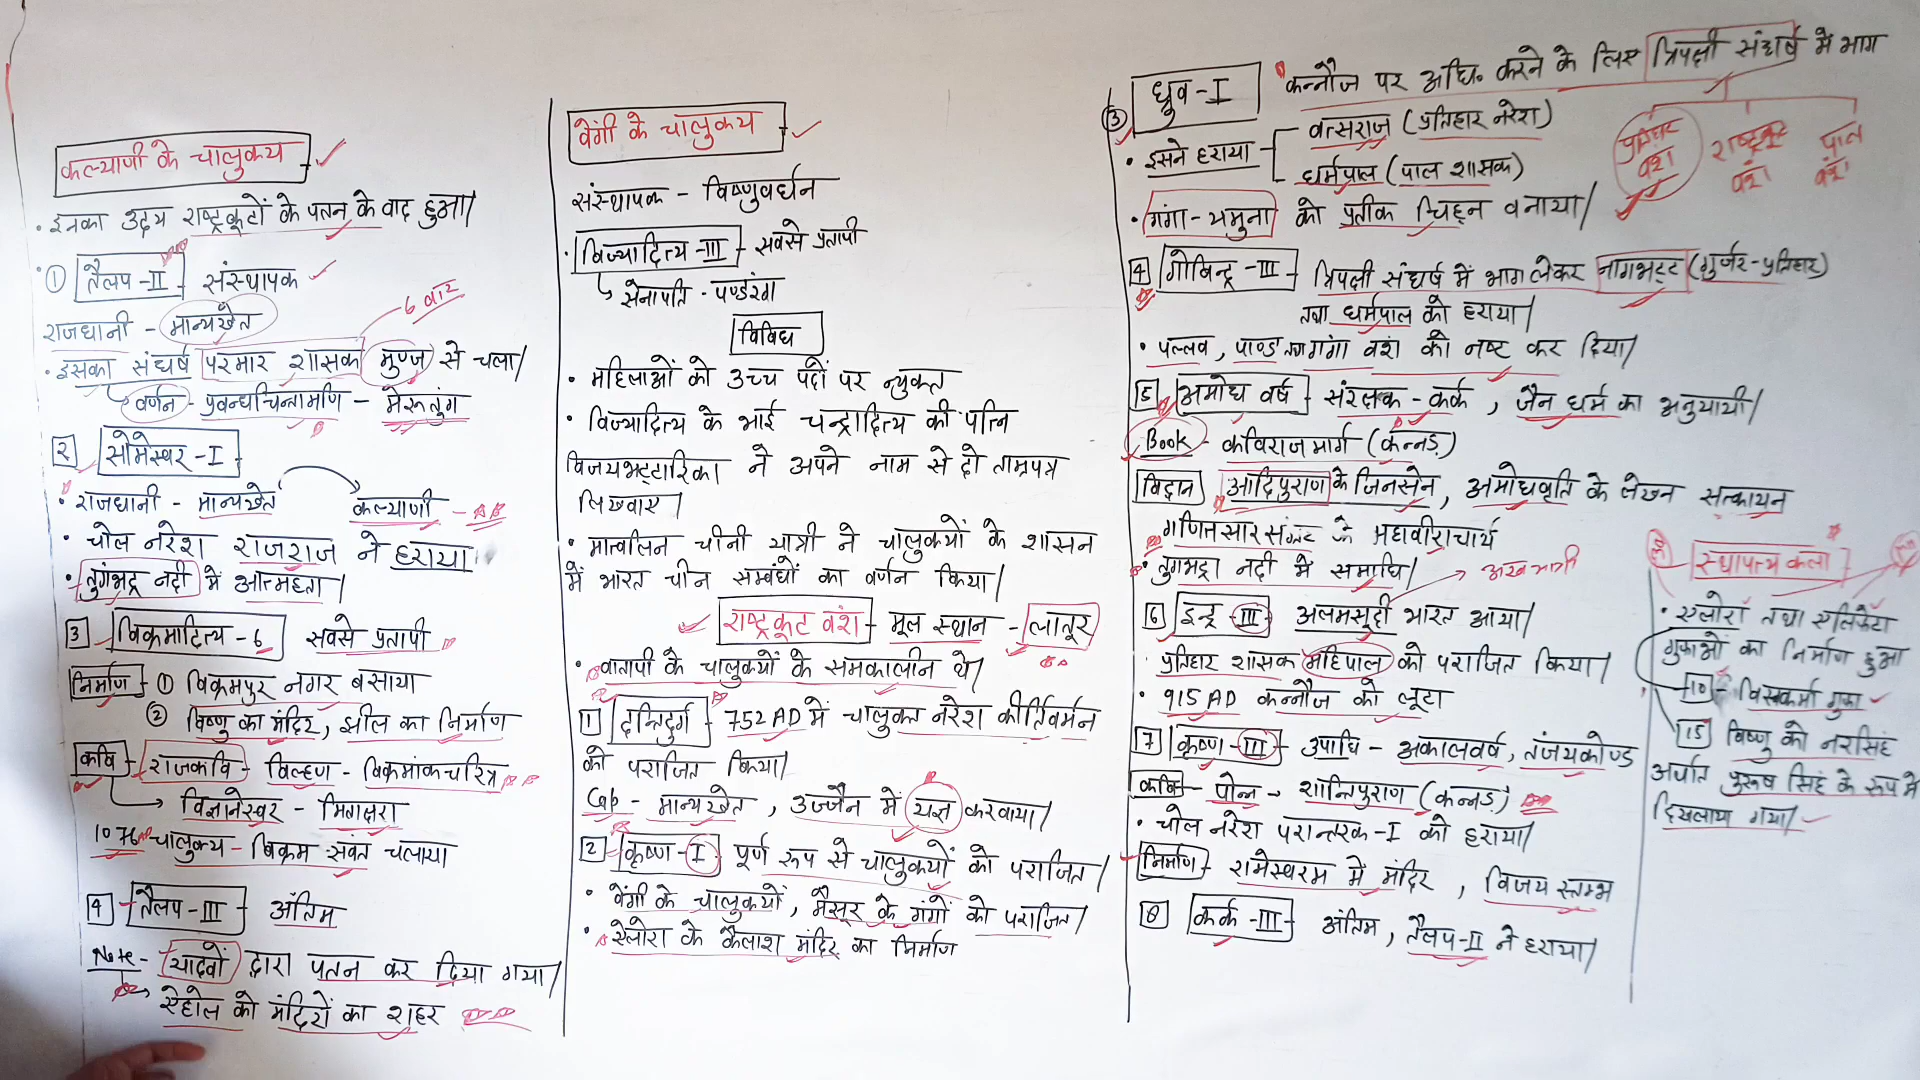 कल्याणी के चालुक्य
• इनका उदय राष्ट्रकूटों के पतन के बाद हुआ।
① तैलप-II संस्थापक
राजधानी - मान्यखेत
6 बार
• इसका संघर्ष परमार शासक मुण्ज से चला।
वर्णन - प्रबन्धचिन्तामणि - मेरूतुंग
2 सोमेस्वर-I
• राजधानी - मान्यखेत कल्याणी
• चोल नरेश राजराज ने हराया
• तुगंभद्र नदी में आत्महता।
3 विक्रमादित्य-6 सबसे प्रतापी
निर्माण ① विक्रमपुर नगर बसाया
② विष्णु का मंदिर, झील का निर्माण
कवि - राजकवि - विल्हण - विक्रमांकचरित्र
विज्ञानेस्वर - मिताक्षरा
1076 चालुक्य - विक्रम संवत चलाया
4 तैलप-III अंतिम
Note - यादवों द्वारा पतन कर दिया गया।
ऐहोल को मंदिरों का शहर
वेंगी के चालुक्य
संस्थापक - विष्णुवर्धन
• विज्यादित्य-III - सबसे प्रतापी
सेनापति - पण्डंरंग
विविध
• महिलाओं को उच्च पदों पर न्युक्त
• विज्यादित्य के भाई चन्द्रादित्य की पत्नि
विजयभट्टारिका ने अपने नाम से दो ताम्रपत्र
लिखवाए।
• मात्वालिन चीनी यात्री ने चालुक्यों के शासन
में भारत चीन सम्बंधों का वर्णन किया।
राष्ट्रकूट वंश - मूल स्थान - लातूर
• वातापी के चालुक्यों के समकालीन थे।
1 दन्तिदुर्ग - 752 AD में चालुक्त नरेश कीर्तिवर्मन
को पराजित किया।
Cap - मान्यखेत, उज्जैन में यज्ञ करवाया।
2 कृष्ण-I पूर्ण रूप से चालुक्यों को पराजित।
• वेंगी के चालुक्यों, मैसूर के गंगों को पराजित।
• ऐलोरा के कैलाश मंदिर का निर्माण
③ ध्रुव-I • कन्नौज पर अधि॰ करने के लिए त्रिपक्षी संघर्ष में भाग
प्रतिहार वंश राष्ट्रकूट वंश पाल वंश
• इसने हराया वत्सराज (प्रतिहार नरेश)
धर्मपाल (पाल शासक)
• गंगा-यमुना को प्रतीक चिह्न वनाया।
4 गोबिन्द्र-III - त्रिपक्षी संघर्ष में भाग लेकर नागभट्ट (गुर्जर-प्रतिहार)
तथा धर्मपाल को हराया।
• पल्लव, पाण्ड तथा गंगा वंश को नष्ट कर दिया।
5 अमोघ वर्ष - संरक्षक - कर्क, जैन धर्म का अनुयायी।
Book - कविराजमार्ग (कन्नड़)
विद्वान आदिपुराण के जिनसेन, अमोघवृति के लेखन सत्कायन
गणितसार संग्रह के महावीराचार्य
• तुगभद्रा नदी में समाधि। → अरब यात्री
6 इन्द्र-III अलमसूदी भारत आया।
• प्रतिहार शासक महिपाल को पराजित किया।
• 915 AD कन्नौज को लूटा
7 कृष्ण-III - उपाधि - अकालवर्ष, तंजयकोण्ड
कवि - पोन्न → शान्तिपुराण (कन्नड़)
• चोल नरेश परान्तक-I को हराया।
निर्माण - रामेस्वरम में मंदिर, विजय स्तम्भ
8 कर्क-III - अंतिम, तैलप-II ने हराया।
स्थापत्य कला
• एलोरा तथा एलिफेंटा
गुफाओं का निर्माण हुआ
10 - विस्वकर्मा गुफा
15 विष्णु को नरसिंह
अर्थात पुरूष सिंह के रूप में
दिखलाया गया।